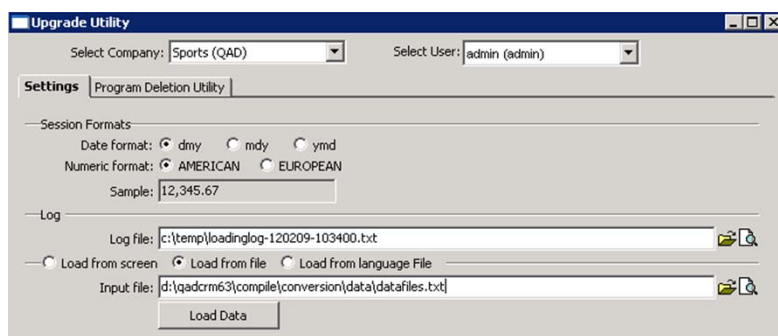 Upgrade Utility
Select Company: Sports (QAD) Select User: admin (admin)
Settings Program Deletion Utility
Session Formats
Date format: dmy mdy ymd
Numeric format: AMERICAN EUROPEAN
Sample: 12,345.67
Log
Log file: c:\temp\loadinglog-120209-103400.txt
Load from screen Load from file Load from language File
Input file: d:\qadcrm63\compile\conversion\data\datafiles.txt
Load Data